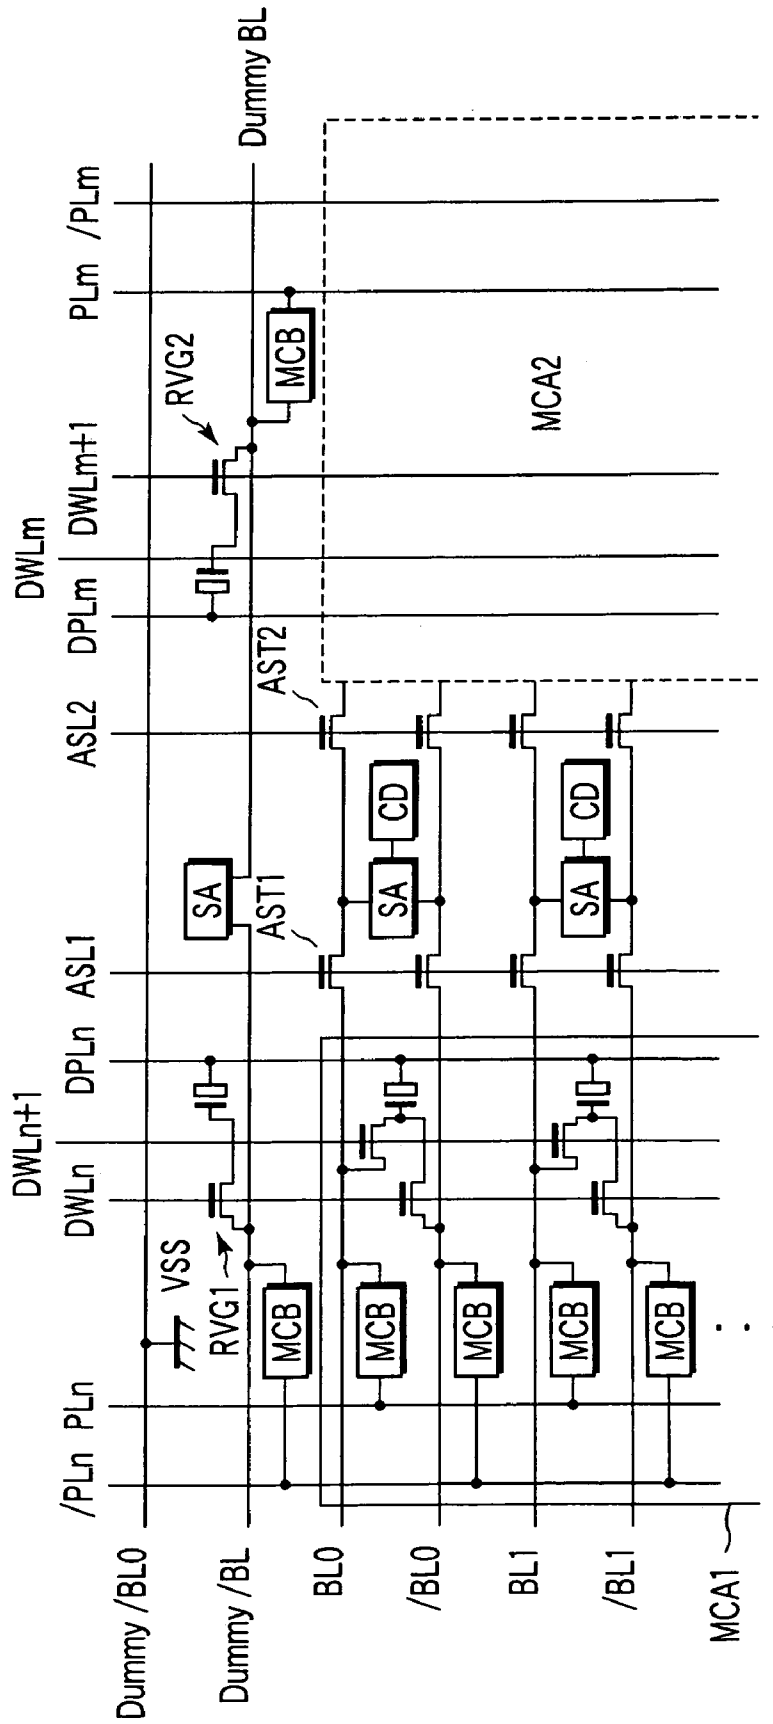 DWLn+1
DWLm
/PLn PLn DWLn DPLn ASL1 ASL2 DPLm DWLm+1 PLm /PLm
Dummy /BL0
VSS
RVG1
RVG2
SA
Dummy /BL
Dummy BL
MCB
MCB
AST1
AST2
BL0
MCB
SA
CD
/BL0
MCB
MCA2
BL1
MCB
SA
CD
/BL1
MCB
MCA1